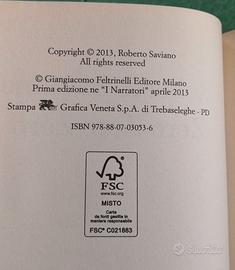 Copyright © 2013, Roberto Saviano
All rights reserved
© Giangiacomo Feltrinelli Editore Milano
Prima edizione ne "I Narratori" aprile 2013
Stampa Grafica Veneta S.p.A. di Trebaseleghe - PD
ISBN 978-88-07-03053-6
FSC
www.fsc.org
MISTO
Carta
da fonti gestite in
maniera responsabile
FSC® C021883
subito